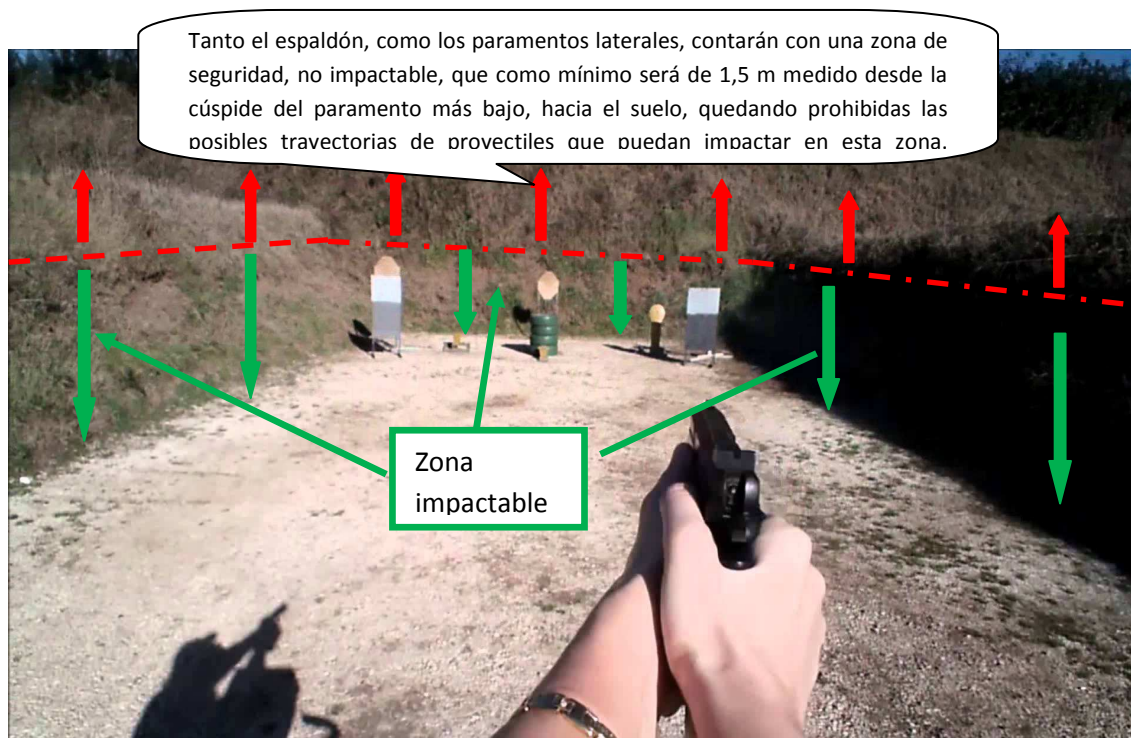 Tanto el espaldón, como los paramentos laterales, contarán con una zona de
seguridad, no impactable, que como mínimo será de 1,5 m medido desde la
cúspide del paramento más bajo, hacia el suelo, quedando prohibidas las
posibles trayectorias de proyectiles que puedan impactar en esta zona.
Zona
impactable